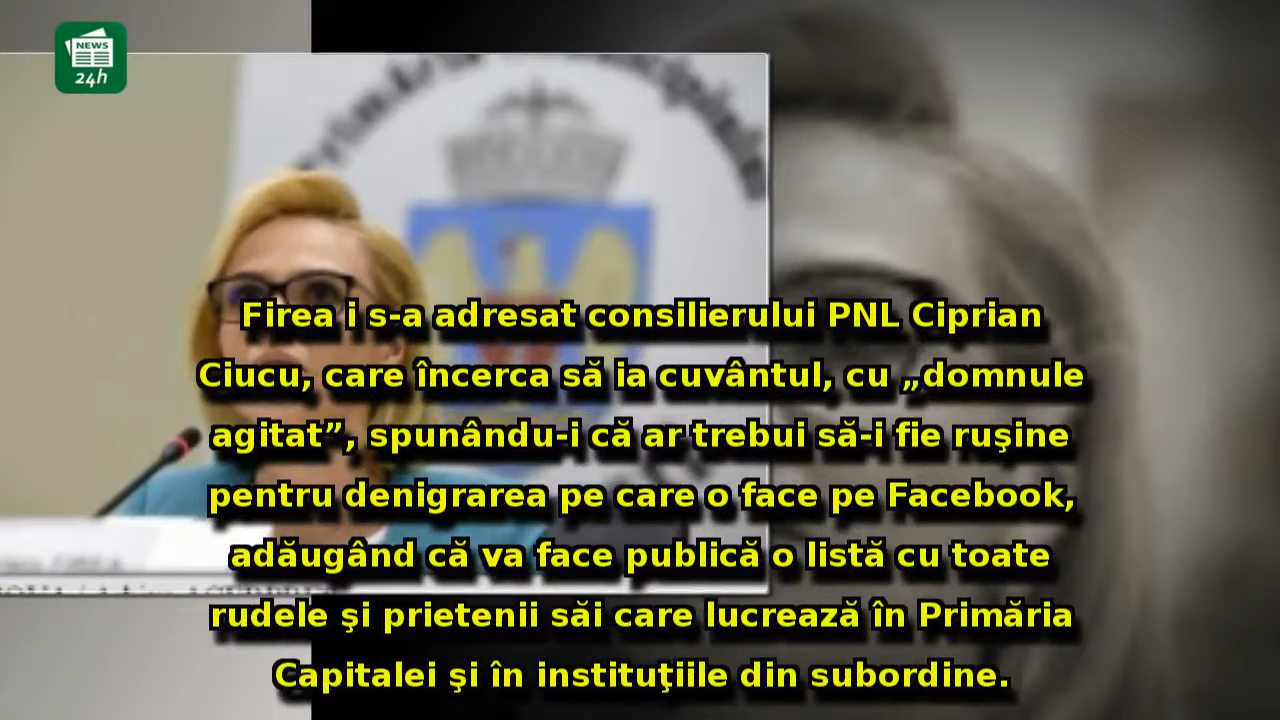 NEWS
24h
Primăria Municipiului
Firea i s-a adresat consilierului PNL Ciprian
Ciucu, care încerca să ia cuvântul, cu „domnule
agitat”, spunându-i că ar trebui să-i fie ruşine
pentru denigrarea pe care o face pe Facebook,
adăugând că va face publică o listă cu toate
rudele şi prietenii săi care lucrează în Primăria
Capitalei şi în instituţiile din subordine.